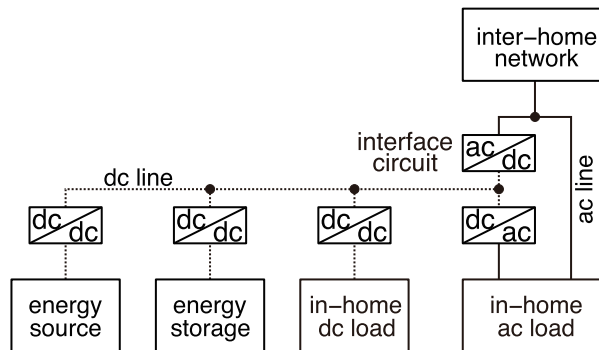 inter-home
network
interface
circuit
ac
dc
dc line
ac line
dc
dc
dc
dc
dc
dc
dc
ac
energy
source
energy
storage
in-home
dc load
in-home
ac load